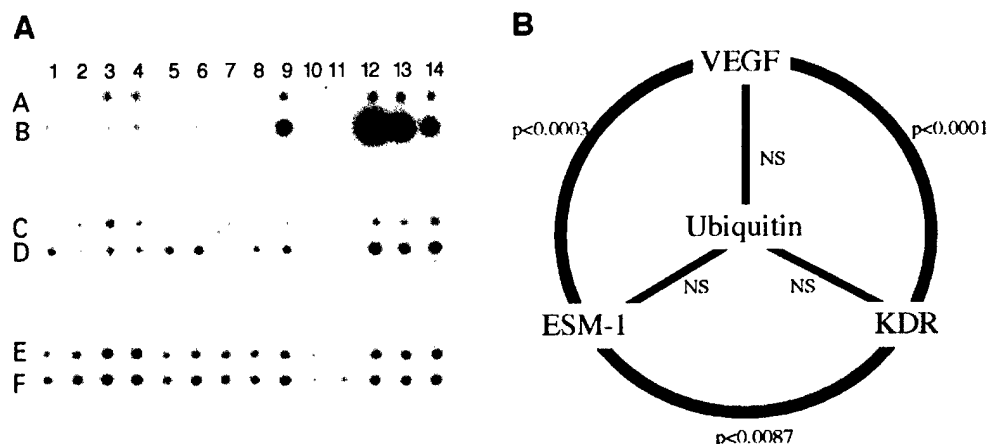 A
1 2 3 4 5 6 7 8 9 10 11 12 13 14
A
B
C
D
E
F
B
VEGF
p<0.0003
p<0.0001
NS
Ubiquitin
NS
NS
ESM-1
KDR
p<0.0087